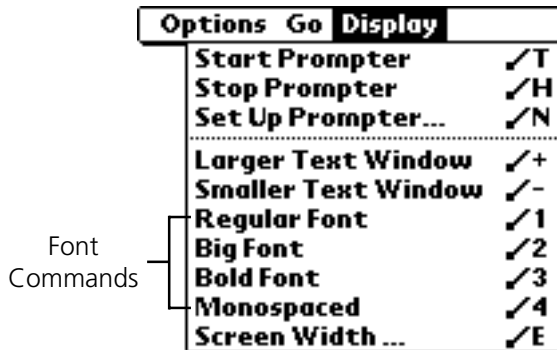 Options Go Display
Start Prompter /T
Stop Prompter /H
Set Up Prompter... /N
Larger Text Window /+
Smaller Text Window /-
Regular Font /1
Big Font /2
Bold Font /3
Monospaced /4
Screen Width ... /E
Font
Commands